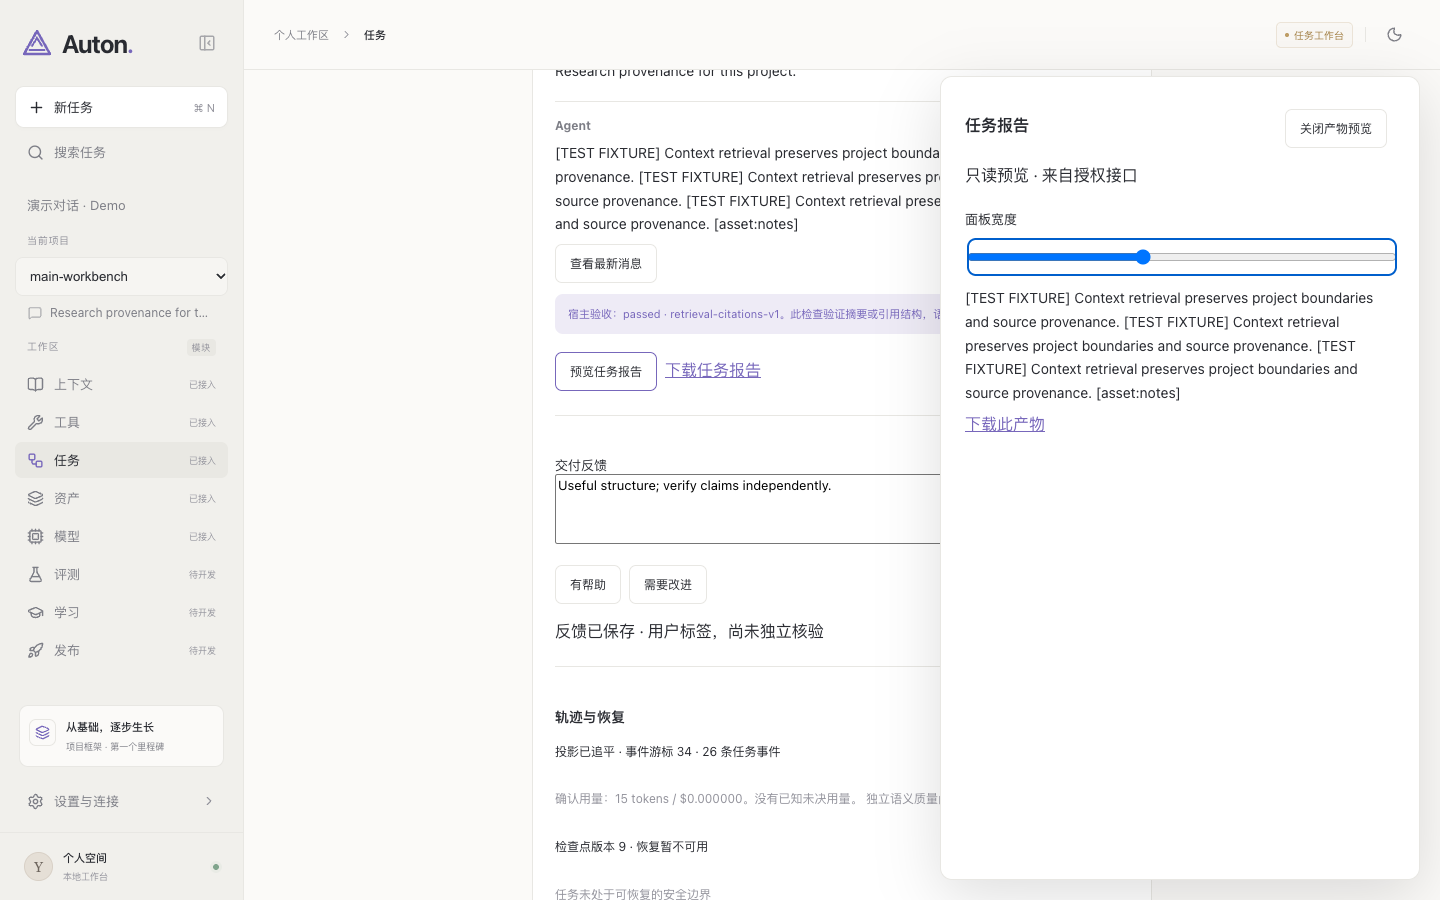 Auton.
新任务 ⌘ N
搜索任务
演示对话 · Demo
当前项目
main-workbench
Research provenance for t...
工作区 模块
上下文 已接入
工具 已接入
任务 已接入
资产 已接入
模型 已接入
评测 待开发
学习 待开发
发布 待开发
从基础，逐步生长
项目框架 · 第一个里程碑
设置与连接
Y
个人空间
本地工作台
个人工作区 任务
任务工作台
Research provenance for this project.
Agent
[TEST FIXTURE] Context retrieval preserves project bounda
provenance. [TEST FIXTURE] Context retrieval preserves pr
source provenance. [TEST FIXTURE] Context retrieval prese
and source provenance. [asset:notes]
查看最新消息
宿主验收：passed · retrieval-citations-v1。此检查验证摘要或引用结构，
预览任务报告 下载任务报告
交付反馈
Useful structure; verify claims independently.
有帮助 需要改进
反馈已保存 · 用户标签，尚未独立核验
轨迹与恢复
投影已追平 · 事件游标 34 · 26 条任务事件
确认用量：15 tokens / $0.000000。没有已知未决用量。 独立语义质量
检查点版本 9 · 恢复暂不可用
任务未处于可恢复的安全边界
任务报告
关闭产物预览
只读预览 · 来自授权接口
面板宽度
[TEST FIXTURE] Context retrieval preserves project boundaries
and source provenance. [TEST FIXTURE] Context retrieval
preserves project boundaries and source provenance. [TEST
FIXTURE] Context retrieval preserves project boundaries and
source provenance. [asset:notes]
下载此产物